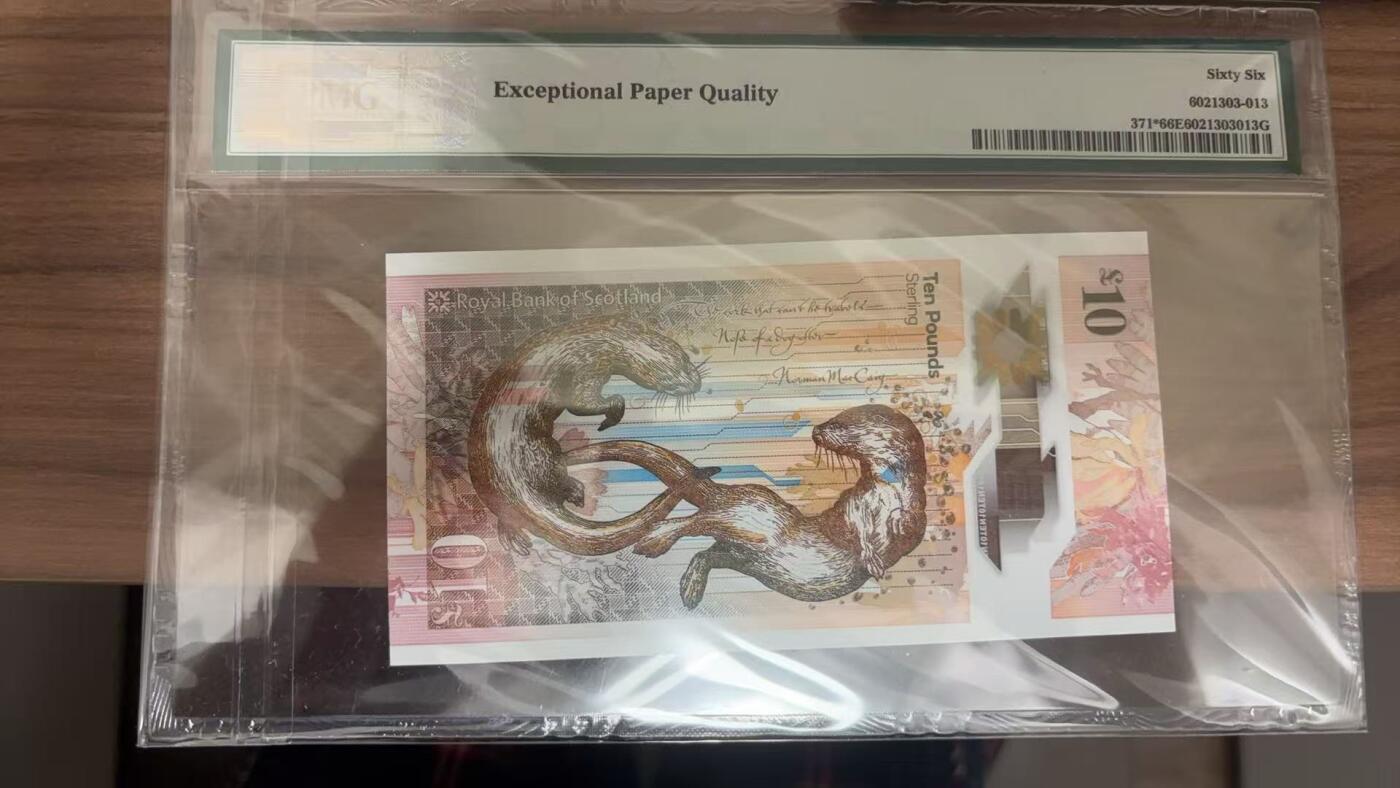 Exceptional Paper Quality
Sixty Six
6021303-013
371*66E6021303013G
Royal Bank of Scotland
Norman MacCaig
Ten Pounds
Sterling
£10
£10